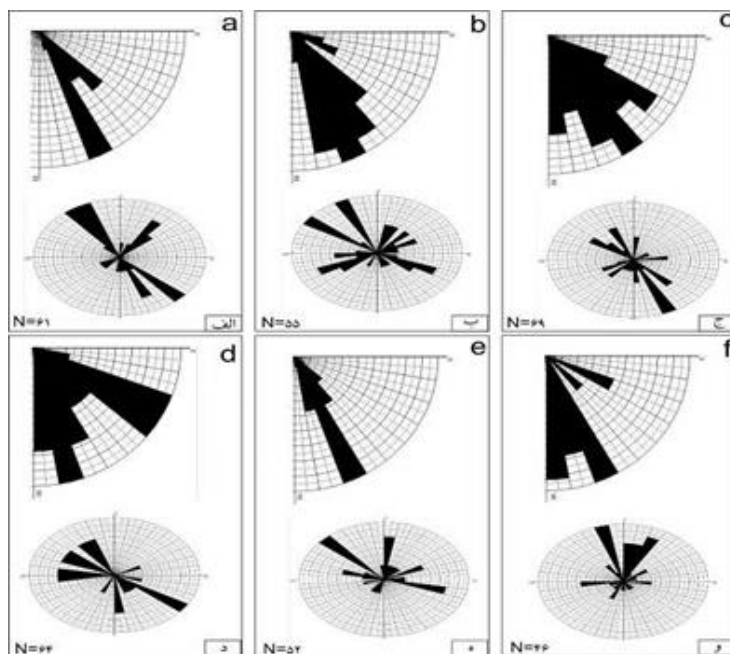 a
N=۶۱ الف
b
N=۵۵ ب
c
N=۶۹ ج
d
N=۶۴ د
e
N=۵۲ ه
f
N=۴۶ و